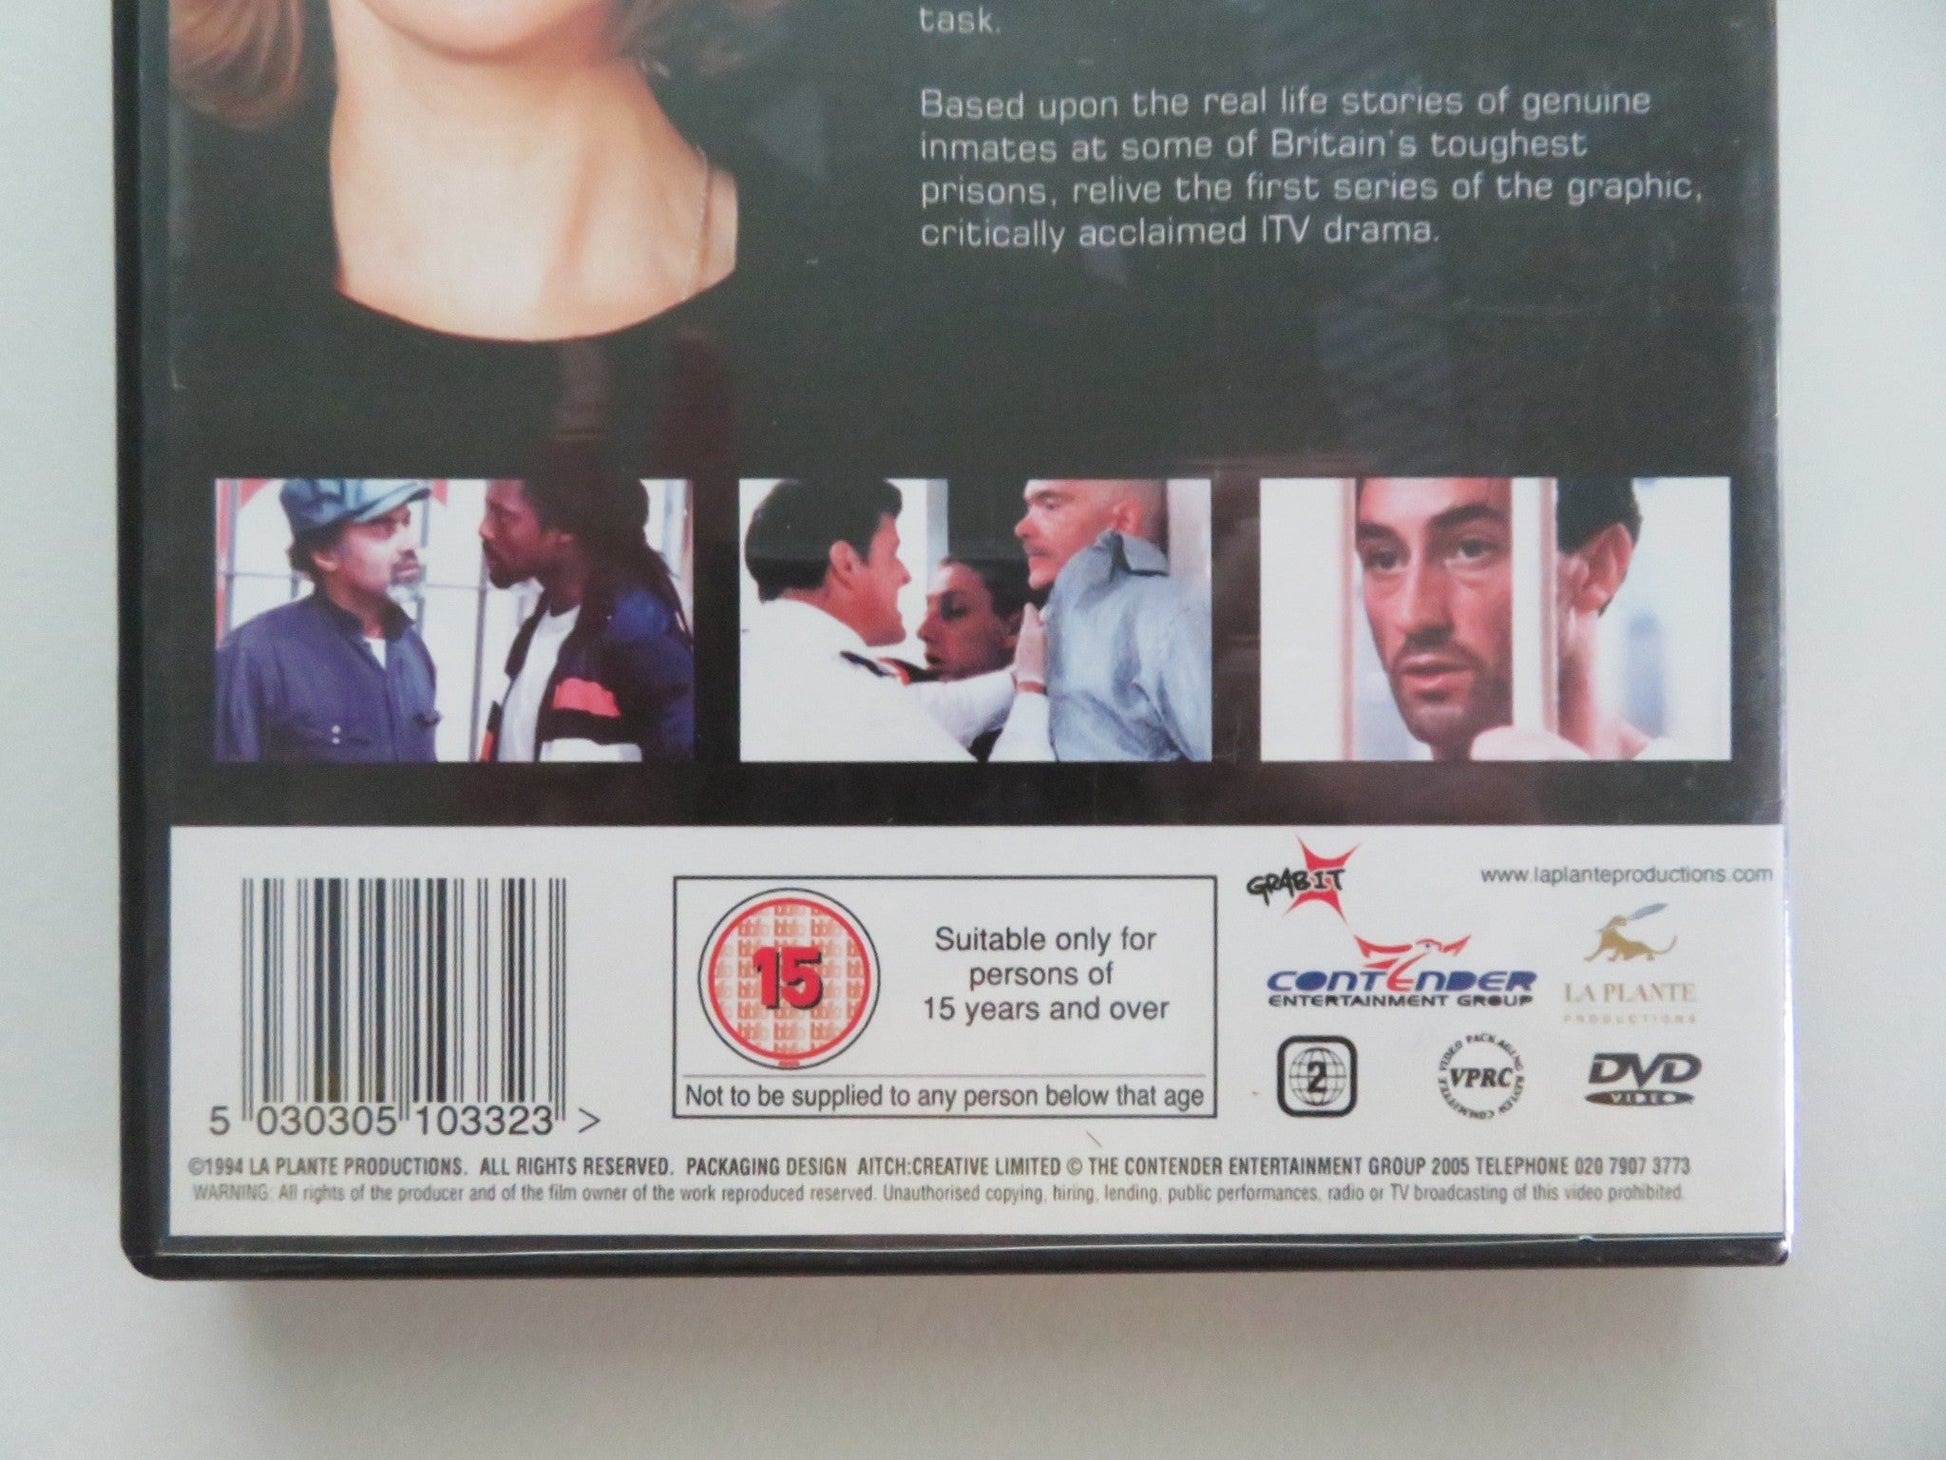 task.
Based upon the real life stories of genuine
inmates at some of Britain's toughest
prisons, relive the first series of the graphic,
critically acclaimed ITV drama.
5 030305 103323 >
15
Suitable only for
persons of
15 years and over
Not to be supplied to any person below that age
GRAB IT
www.laplanteproductions.com
CONTENDER
ENTERTAINMENT GROUP
LA PLANTE
PRODUCTIONS
2
VIDEO PACKAGING REVIEW COMMITTEE
VPRC
DVD
VIDEO
©1994 LA PLANTE PRODUCTIONS. ALL RIGHTS RESERVED. PACKAGING DESIGN AITCH:CREATIVE LIMITED © THE CONTENDER ENTERTAINMENT GROUP 2005 TELEPHONE 020 7907 3773
WARNING: All rights of the producer and of the film owner of the work reproduced reserved. Unauthorised copying, hiring, lending, public performances, radio or TV broadcasting of this video prohibited.